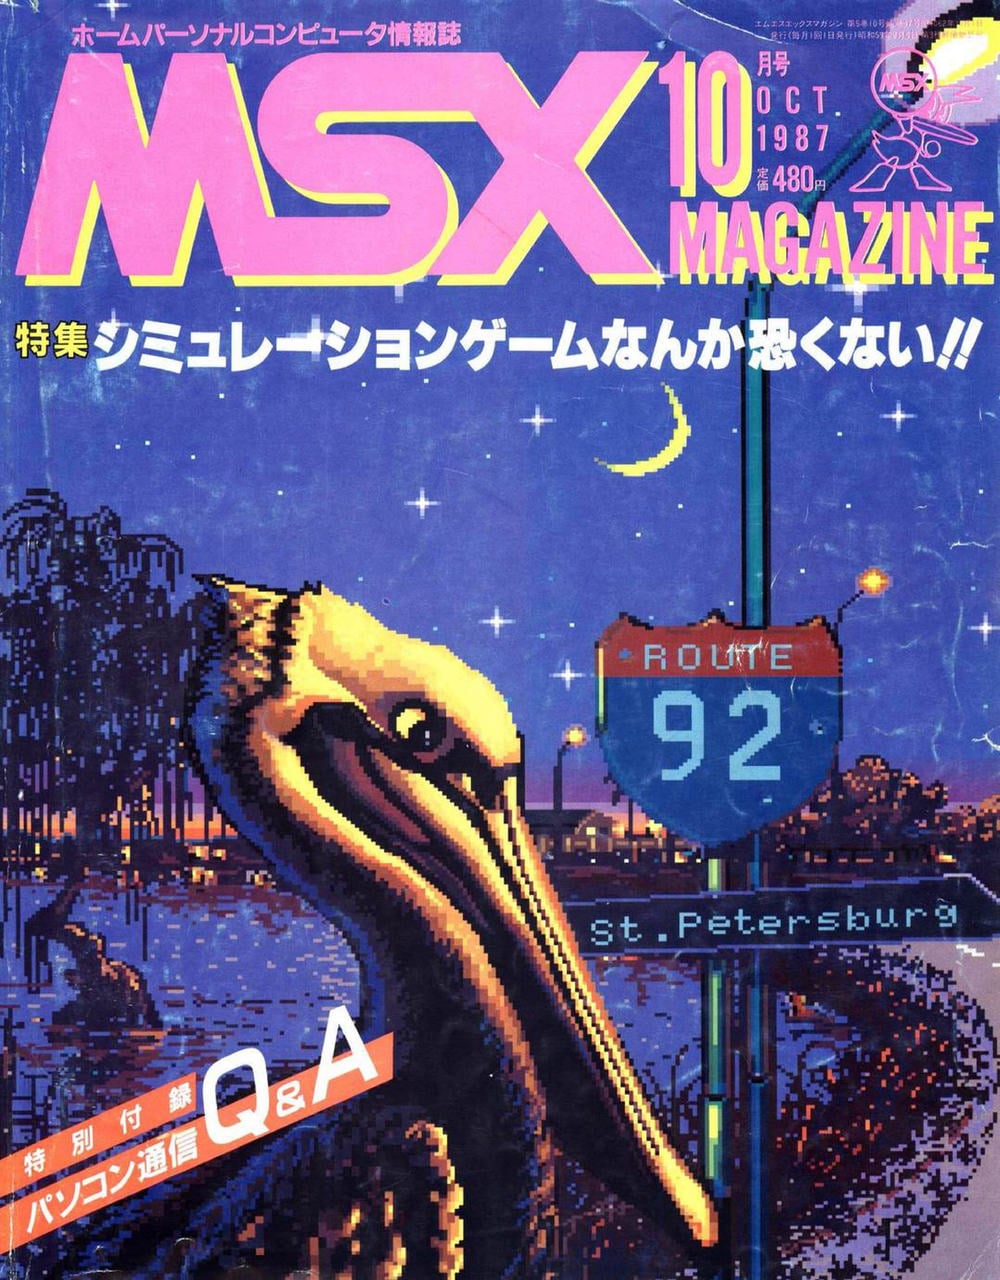 ホームパーソナルコンピュータ情報誌
MSX
10月号
OCT.
1987
定価480円
MAGAZINE
MSX
特集 シミュレーションゲームなんか恐くない!!
ROUTE
92
St.Petersburg
特別付録
パソコン通信
Q&A